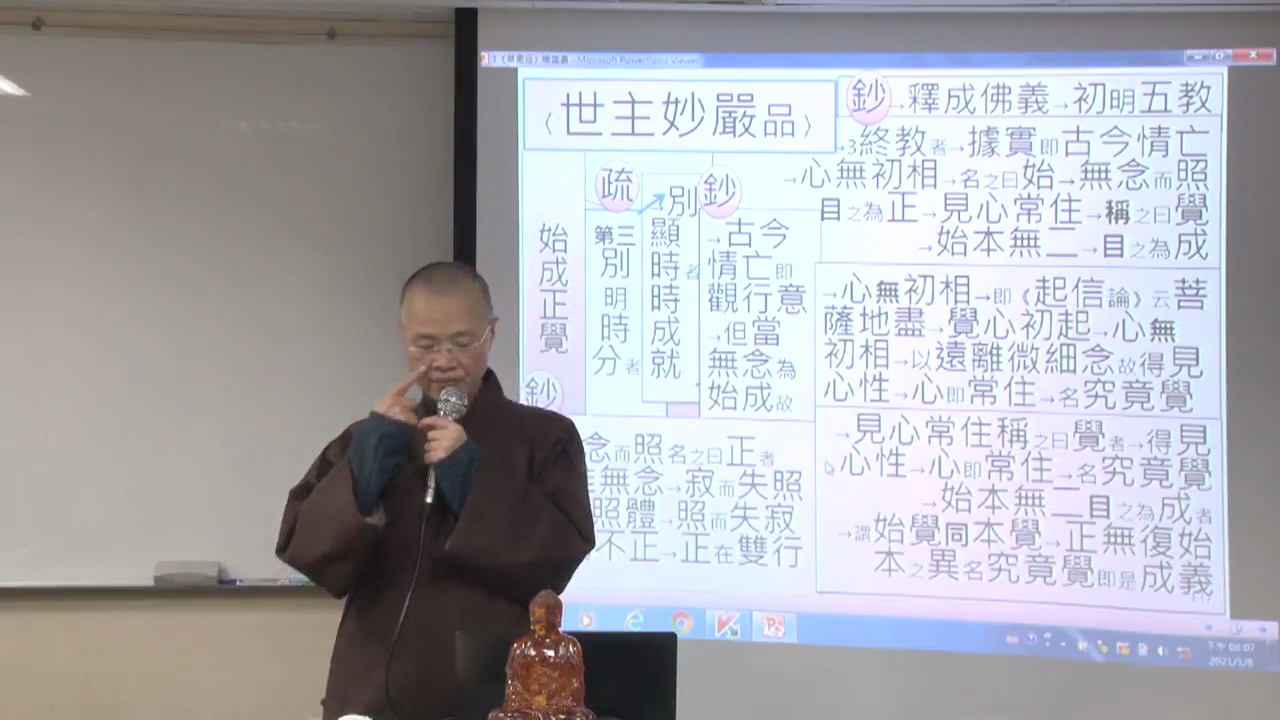 Microsoft PowerPoint Viewer
〈世主妙嚴品〉
鈔→釋成佛義→初明五教
→3終教者→據實即古今情亡
→心無初相→名之曰始→無念而照
目之為正→見心常住→稱之曰覺
→始本無二→目之為成
→心無初相→即《起信論》云菩
薩地盡→覺心初起→心無
初相→以遠離微細念故得見
心性→心即常住→名究竟覺
→見心常住稱之曰覺者→得見
心性→心即常住→名究竟覺
→始本無二目之為成者
→謂始覺同本覺→正無復始
本之異名究竟覺即是成義
始成正覺
疏
第三別明時分者
別顯時者時成就
鈔
→古今
情亡即
觀行意
→但當
無念為
始成故
鈔
念而照名之曰正者
無念→寂而失照
照體→照而失寂
不正→正在雙行
下午 08:07
2021/1/8